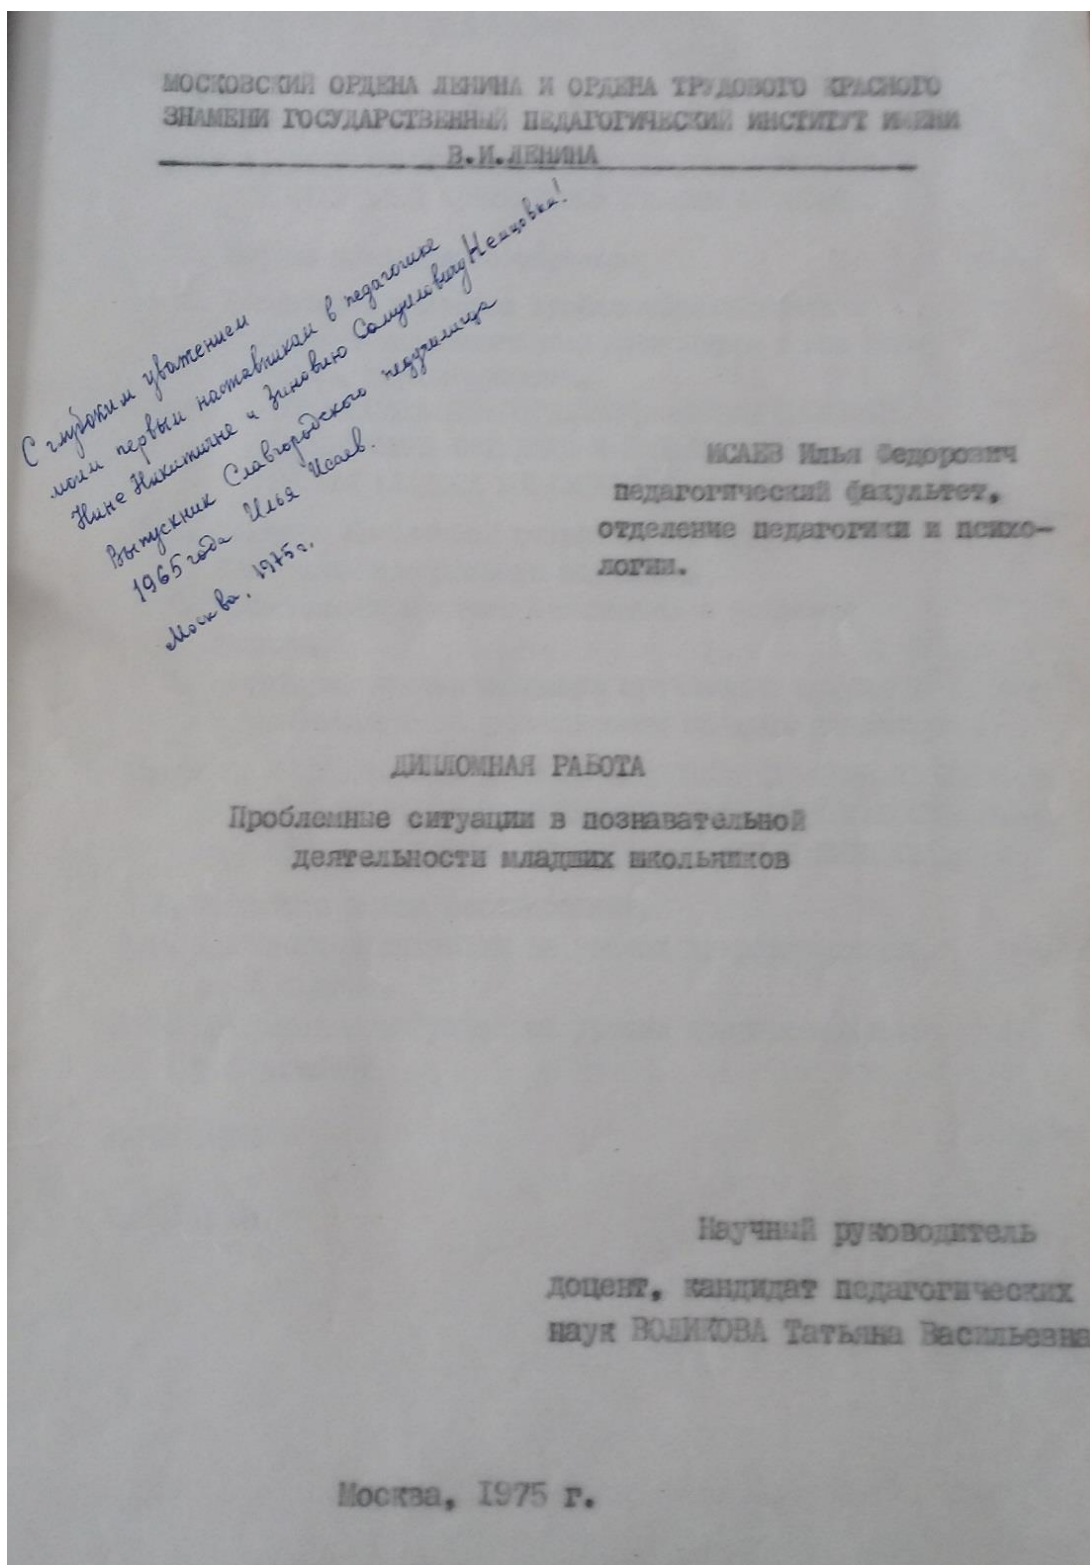 МОСКОВСКИЙ ОРДЕНА ЛЕНИНА И ОРДЕНА ТРУДОВОГО КРАСНОГО
ЗНАМЕНИ ГОСУДАРСТВЕННЫЙ ПЕДАГОГИЧЕСКИЙ ИНСТИТУТ ИМЕНИ
В.И.ЛЕНИНА
С глубоким уважением
моим первым наставникам в педагогике
Нине Никитичне и Зиновию Самуиловичу Немцовым!
Выпускник Славгородского педучилища
1965 года Илья Исаев.
Москва, 1975 г.
ИСАЕВ Илья Федорович
педагогический факультет,
отделение педагогики и психо-
логии.
ДИПЛОМНАЯ РАБОТА
Проблемные ситуации в познавательной
деятельности младших школьников
Научный руководитель
доцент, кандидат педагогических
наук ВОЛИКОВА Татьяна Васильевна
Москва, 1975 г.